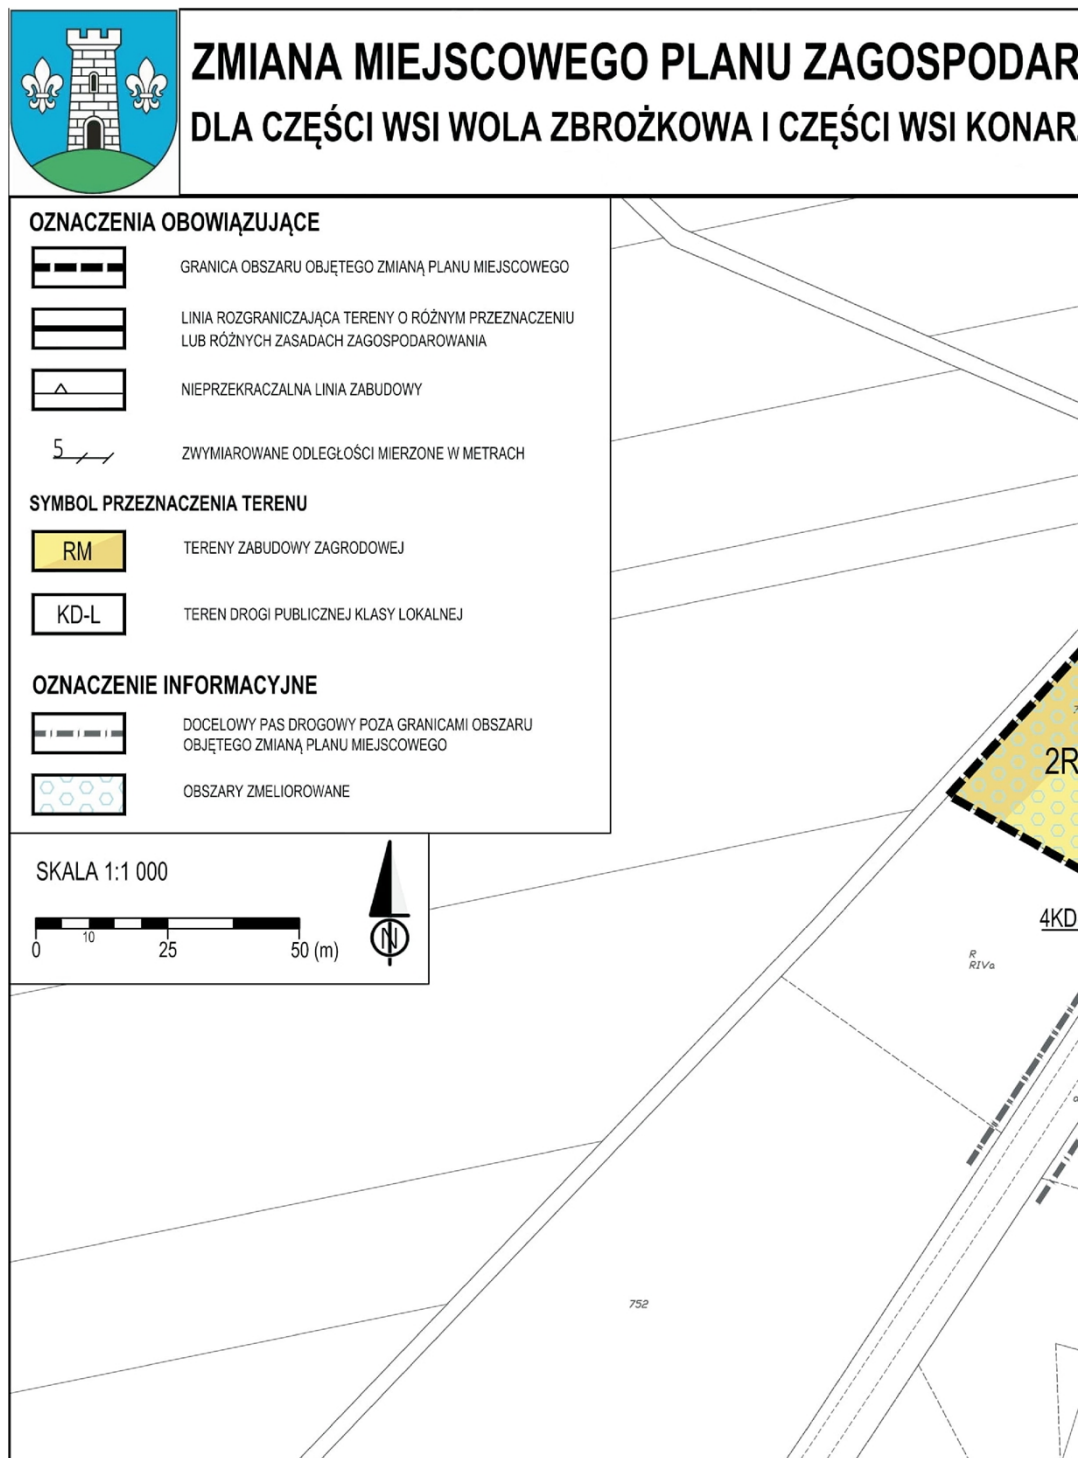 ZMIANA MIEJSCOWEGO PLANU ZAGOSPODAR
DLA CZĘŚCI WSI WOLA ZBROŻKOWA I CZĘŚCI WSI KONAR
OZNACZENIA OBOWIĄZUJĄCE
GRANICA OBSZARU OBJĘTEGO ZMIANĄ PLANU MIEJSCOWEGO
LINIA ROZGRANICZAJĄCA TERENY O RÓŻNYM PRZEZNACZENIU
LUB RÓŻNYCH ZASADACH ZAGOSPODAROWANIA
NIEPRZEKRACZALNA LINIA ZABUDOWY
5 ZWYMIAROWANE ODLEGŁOŚCI MIERZONE W METRACH
SYMBOL PRZEZNACZENIA TERENU
RM TERENY ZABUDOWY ZAGRODOWEJ
KD-L TEREN DROGI PUBLICZNEJ KLASY LOKALNEJ
OZNACZENIE INFORMACYJNE
DOCELOWY PAS DROGOWY POZA GRANICAMI OBSZARU
OBJĘTEGO ZMIANĄ PLANU MIEJSCOWEGO
OBSZARY ZMELIOROWANE
SKALA 1:1 000
0 10 25 50 (m)
N
2R
4KD
R
RIVa
752